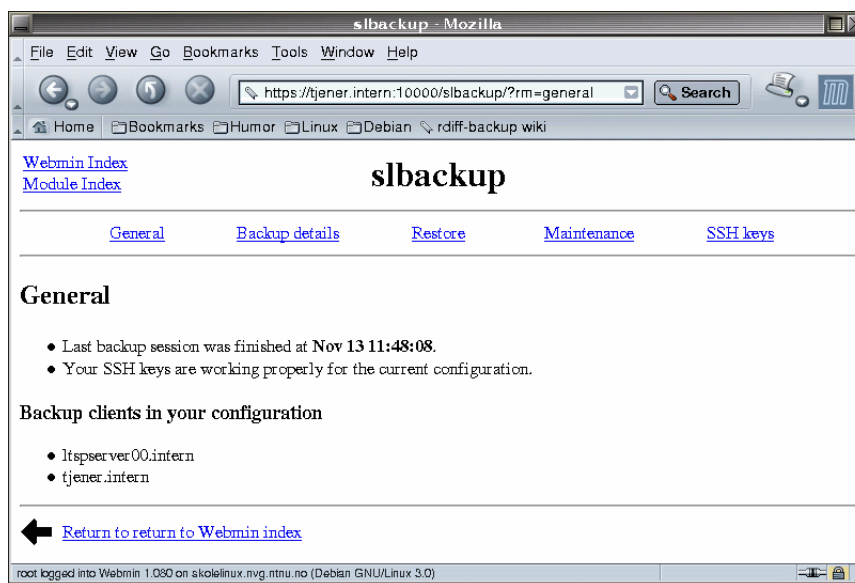 slbackup - Mozilla
File Edit View Go Bookmarks Tools Window Help
https://tjener.intern:10000/slbackup/?rm=general Search
Home Bookmarks Humor Linux Debian rdiff-backup wiki
Webmin Index
Module Index
slbackup
General Backup details Restore Maintenance SSH keys
General
• Last backup session was finished at Nov 13 11:48:08.
• Your SSH keys are working properly for the current configuration.
Backup clients in your configuration
• ltspserver00.intern
• tjener.intern
Return to return to Webmin index
root logged into Webmin 1.080 on skolelinux.nvg.ntnu.no (Debian GNU/Linux 3.0)